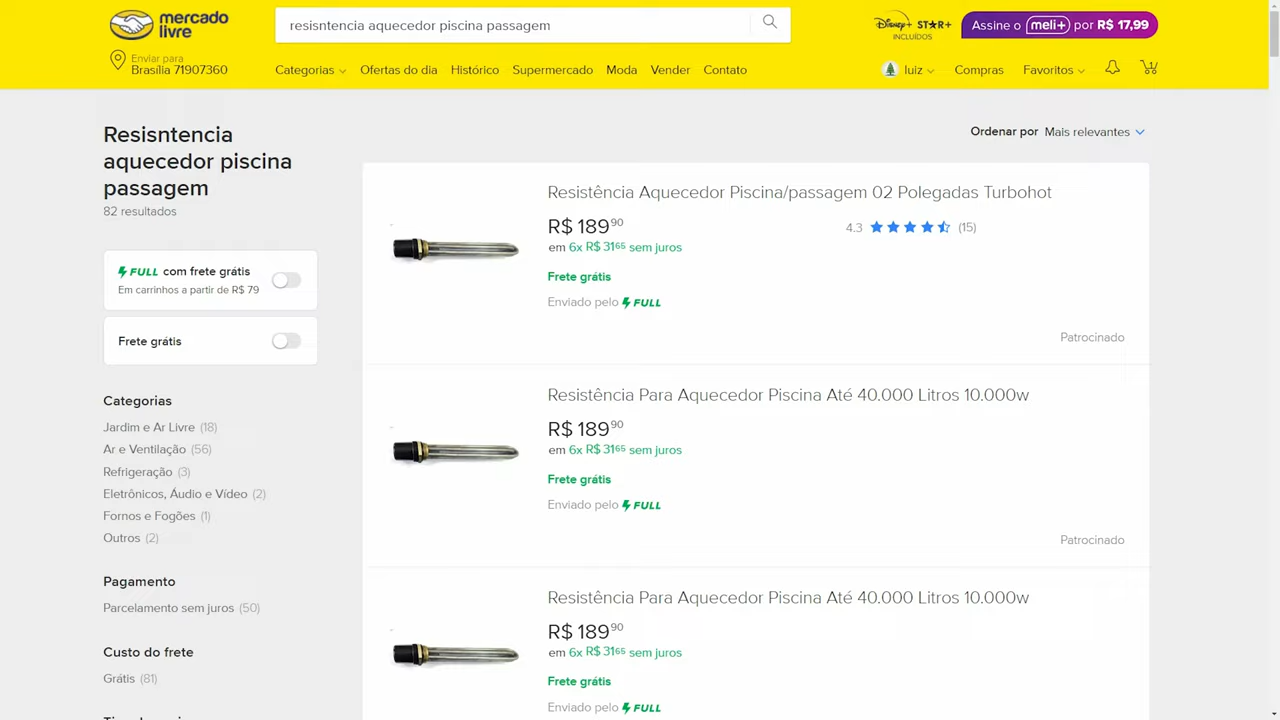 mercado
livre
resisntencia aquecedor piscina passagem
Disney+ STAR+
INCLUÍDOS
Assine o meli+ por R$ 17,99
Enviar para
Brasília 71907360
Categorias Ofertas do dia Histórico Supermercado Moda Vender Contato
luiz Compras Favoritos 1
Resisntencia
aquecedor piscina
passagem
82 resultados
Ordenar por Mais relevantes
FULL com frete grátis
Em carrinhos a partir de R$ 79
Frete grátis
Categorias
Jardim e Ar Livre (18)
Ar e Ventilação (56)
Refrigeração (3)
Eletrônicos, Áudio e Vídeo (2)
Fornos e Fogões (1)
Outros (2)
Pagamento
Parcelamento sem juros (50)
Custo do frete
Grátis (81)
Resistência Aquecedor Piscina/passagem 02 Polegadas Turbohot
R$ 189 90
4.3 (15)
em 6x R$ 31 65 sem juros
Frete grátis
Enviado pelo FULL
Patrocinado
Resistência Para Aquecedor Piscina Até 40.000 Litros 10.000w
R$ 189 90
em 6x R$ 31 65 sem juros
Frete grátis
Enviado pelo FULL
Patrocinado
Resistência Para Aquecedor Piscina Até 40.000 Litros 10.000w
R$ 189 90
em 6x R$ 31 65 sem juros
Frete grátis
Enviado pelo FULL